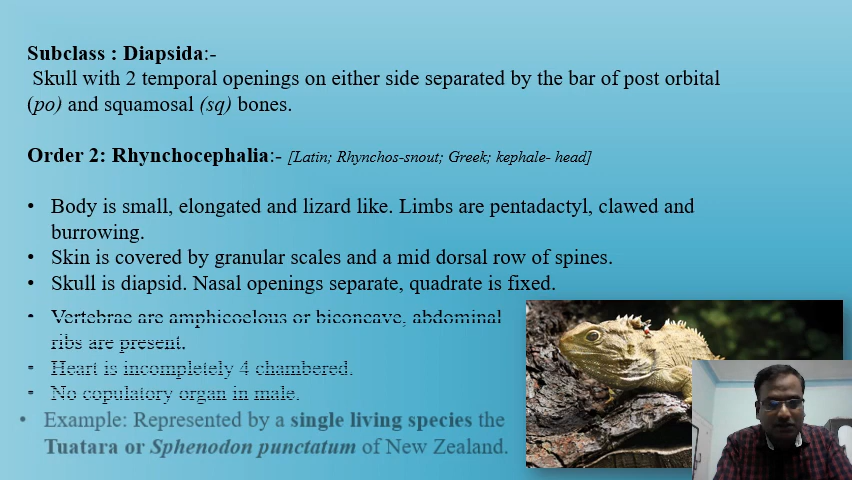 Subclass : Diapsida:-
Skull with 2 temporal openings on either side separated by the bar of post orbital
(po) and squamosal (sq) bones.
Order 2: Rhynchocephalia:- [Latin; Rhynchos-snout; Greek; kephale- head]
• Body is small, elongated and lizard like. Limbs are pentadactyl, clawed and
burrowing.
• Skin is covered by granular scales and a mid dorsal row of spines.
• Skull is diapsid. Nasal openings separate, quadrate is fixed.
• Vertebrae are amphicoelous or biconcave, abdominal
ribs are present.
• Heart is incompletely 4 chambered.
• No copulatory organ in male.
• Example: Represented by a single living species the
Tuatara or Sphenodon punctatum of New Zealand.